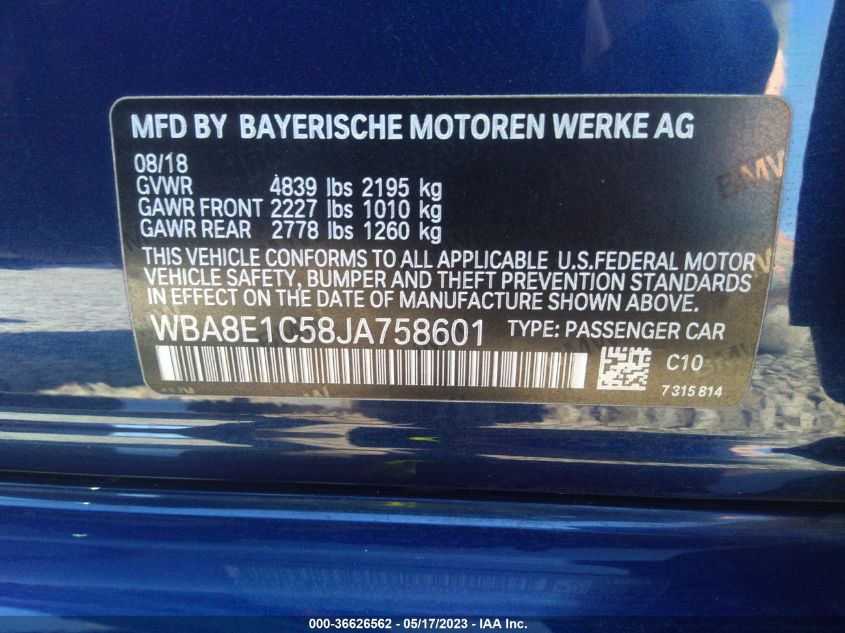 MFD BY BAYERISCHE MOTOREN WERKE AG
08/18
GVWR 4839 lbs 2195 kg
GAWR FRONT 2227 lbs 1010 kg
GAWR REAR 2778 lbs 1260 kg
THIS VEHICLE CONFORMS TO ALL APPLICABLE U.S.FEDERAL MOTOR
VEHICLE SAFETY, BUMPER AND THEFT PREVENTION STANDARDS
IN EFFECT ON THE DATE OF MANUFACTURE SHOWN ABOVE.
WBA8E1C58JA758601 TYPE: PASSENGER CAR
C10
7315814
BMW
BMW
000-36626562 - 05/17/2023 - IAA Inc.